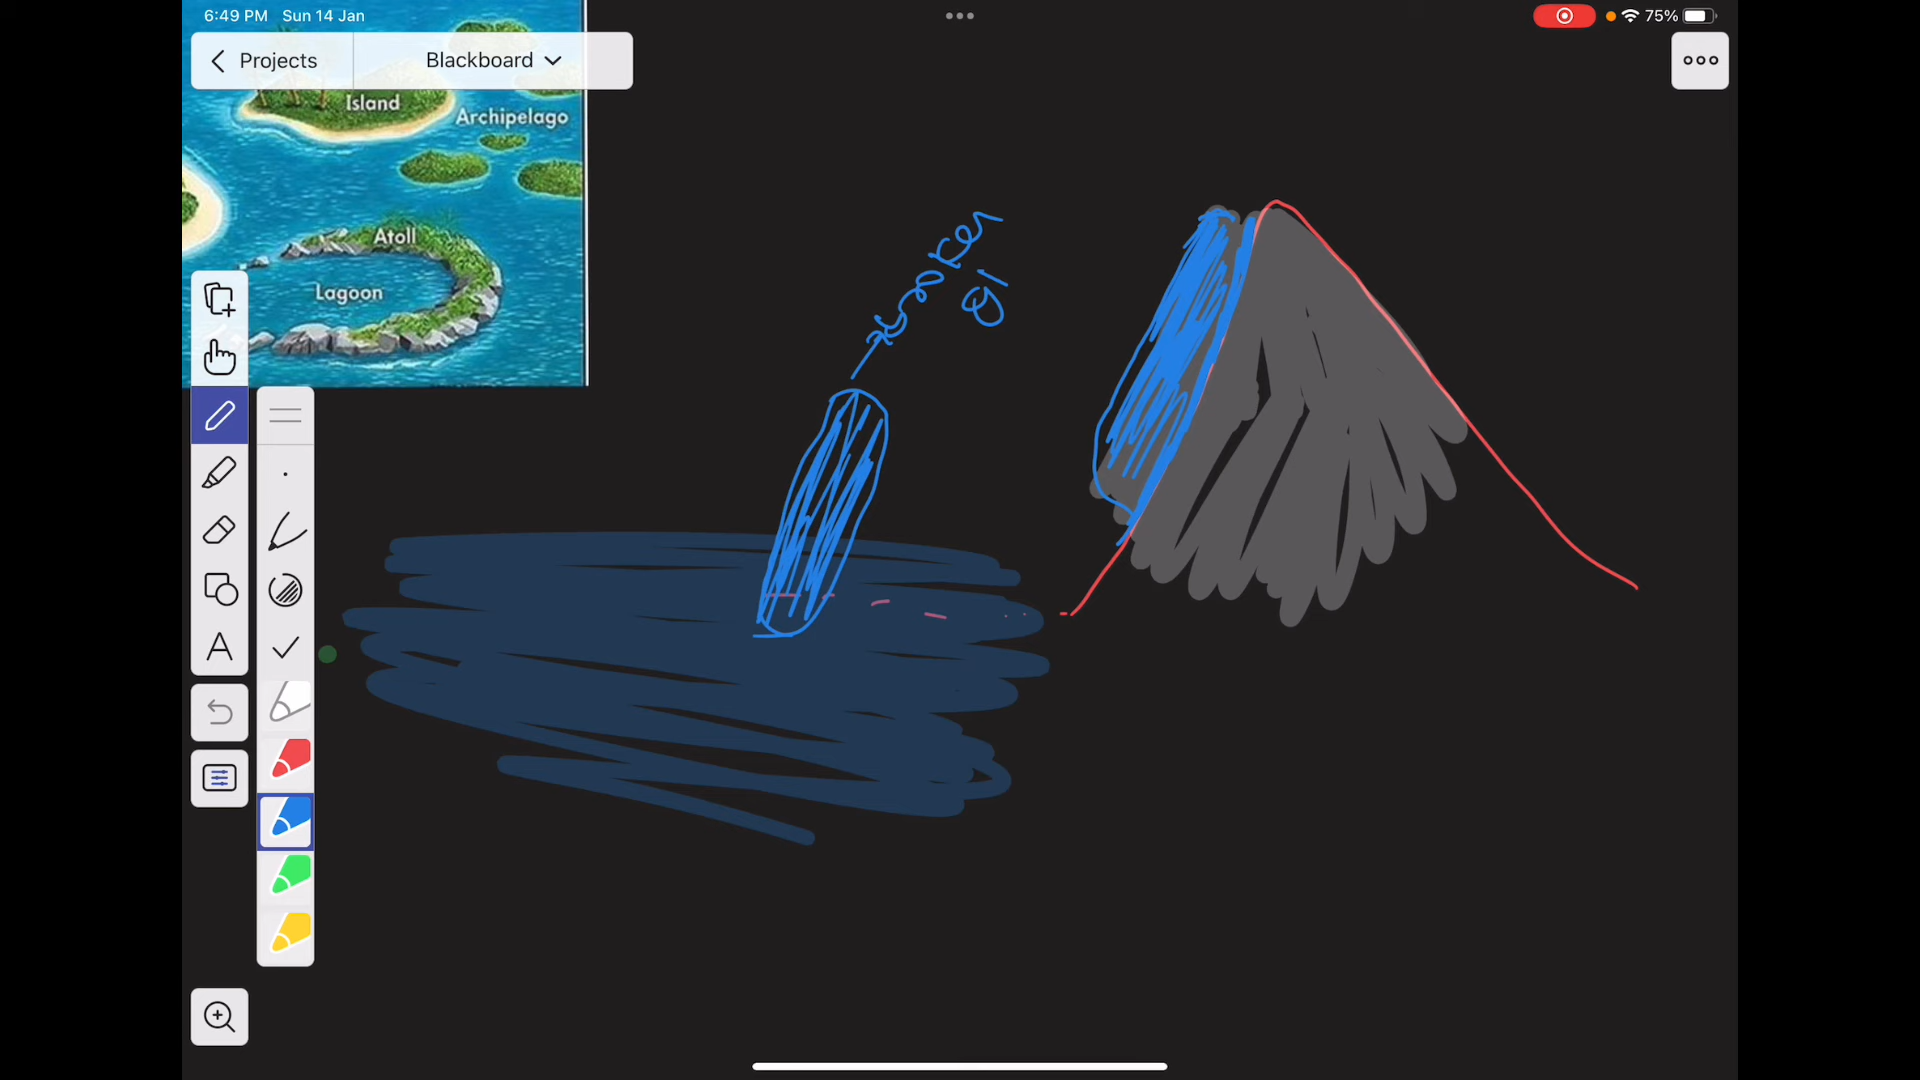 6:49 PM Sun 14 Jan
75%
Projects
Blackboard
Island
Archipelago
Atoll
Lagoon
A